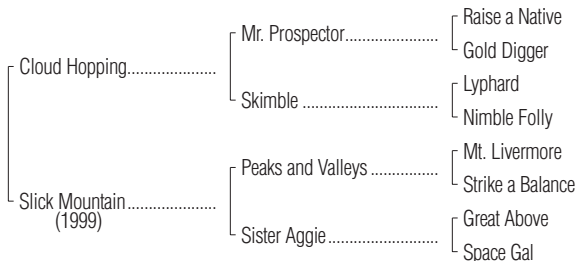 Raise a Native
Mr. Prospector.......................
Gold Digger
Cloud Hopping......................
Lyphard
Skimble .................................
Nimble Folly
Mt. Livermore
Peaks and Valleys .................
Strike a Balance
Slick Mountain......................
(1999)
Great Above
Sister Aggie...........................
Space Gal